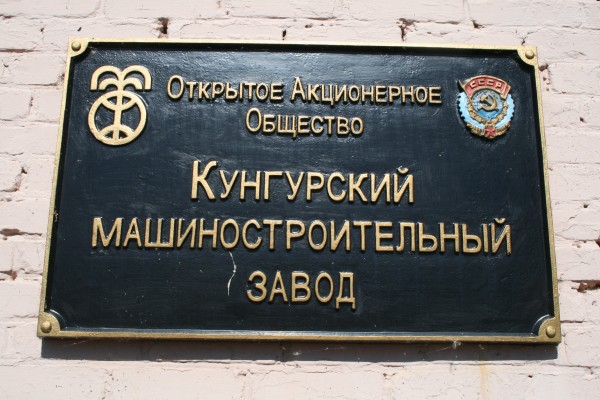 Открытое Акционерное
Общество
СССР
Кунгурский
машиностроительный
завод